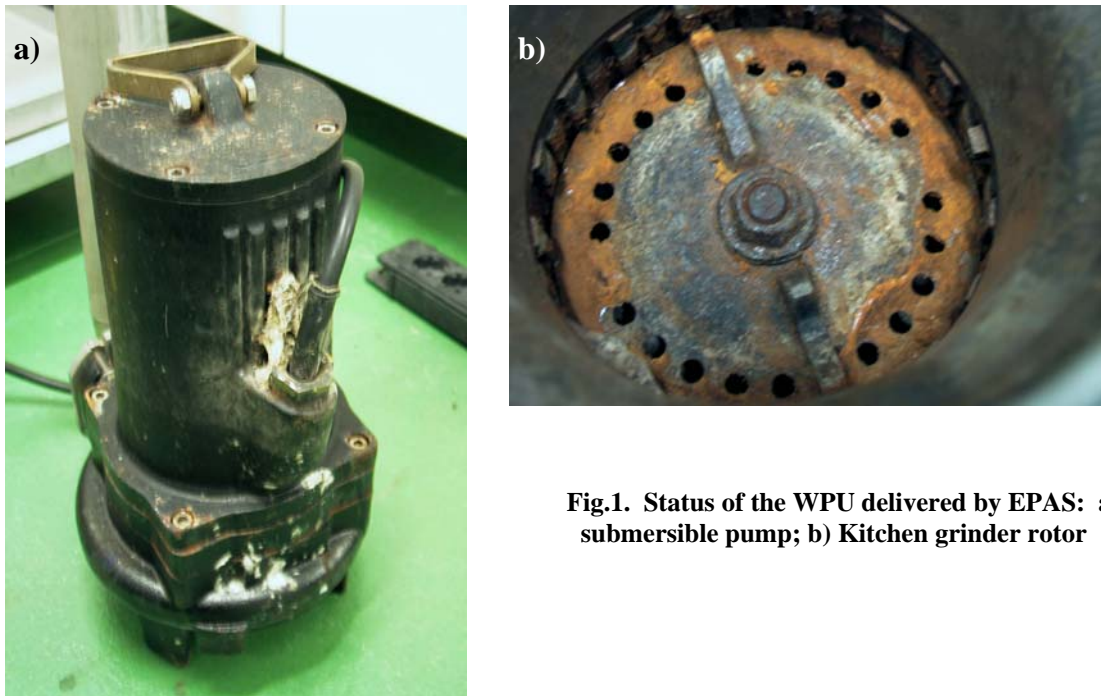 a)
b)
Fig.1. Status of the WPU delivered by EPAS: a
submersible pump; b) Kitchen grinder rotor